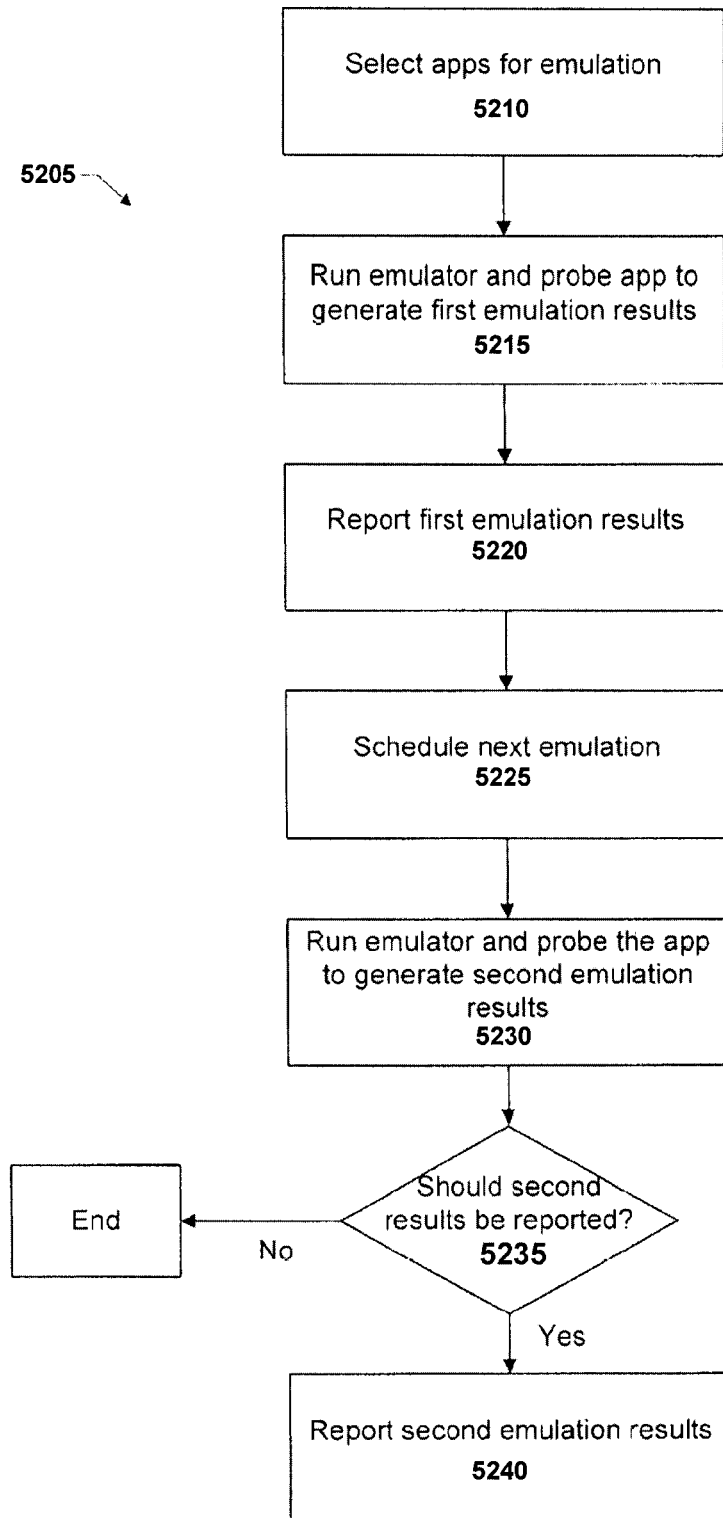 Select apps for emulation
5210
5205
Run emulator and probe app to
generate first emulation results
5215
Report first emulation results
5220
Schedule next emulation
5225
Run emulator and probe the app
to generate second emulation
results
5230
Should second
results be reported?
5235
End
No
Yes
Report second emulation results
5240